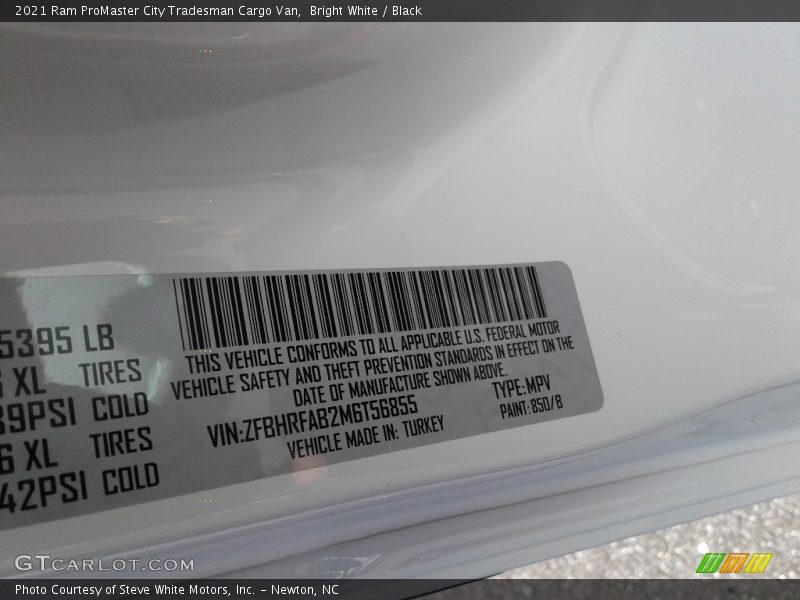 2021 Ram ProMaster City Tradesman Cargo Van, Bright White / Black
5395 LB
XL TIRES
39PSI COLD
6 XL TIRES
42PSI COLD
THIS VEHICLE CONFORMS TO ALL APPLICABLE U.S. FEDERAL MOTOR
VEHICLE SAFETY AND THEFT PREVENTION STANDARDS IN EFFECT ON THE
DATE OF MANUFACTURE SHOWN ABOVE.
VIN:ZFBHRFAB2M6T56855 TYPE:MPV
VEHICLE MADE IN: TURKEY PAINT: 850/B
GTCARLOT.COM
Photo Courtesy of Steve White Motors, Inc. – Newton, NC